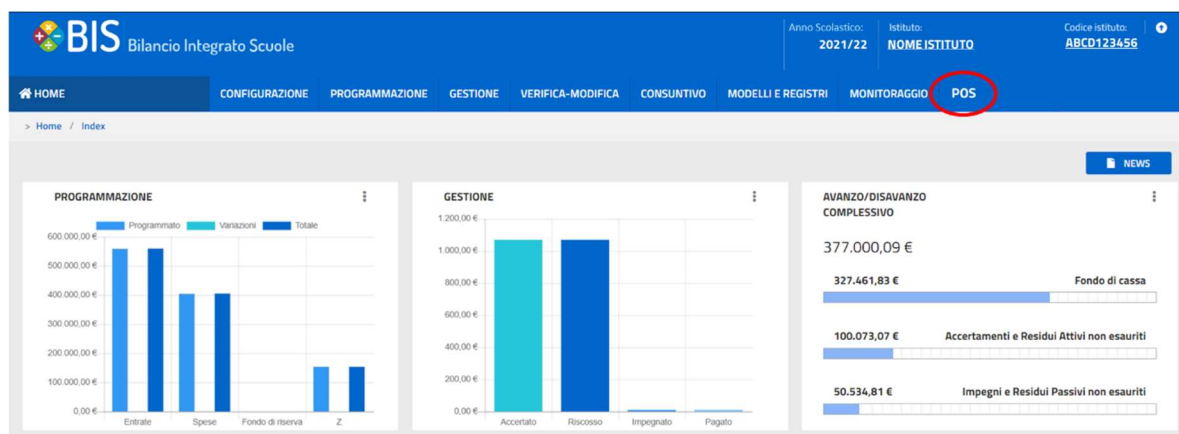 BIS Bilancio Integrato Scuole
Anno Scolastico:
2021/22
Istituto:
NOME ISTITUTO
Codice istituto:
ABCD123456
HOME
CONFIGURAZIONE
PROGRAMMAZIONE
GESTIONE
VERIFICA-MODIFICA
CONSUNTIVO
MODELLI E REGISTRI
MONITORAGGIO
POS
> Home / Index
NEWS
PROGRAMMAZIONE
Programmato Variazioni Totale
600.000,00 €
500.000,00 €
400.000,00 €
300.000,00 €
200.000,00 €
100.000,00 €
0,00 €
Entrate Spese Fondo di riserva Z
GESTIONE
1.200,00 €
1.000,00 €
800,00 €
600,00 €
400,00 €
200,00 €
0,00 €
Accertato Riscosso Impegnato Pagato
AVANZO/DISAVANZO
COMPLESSIVO
377.000,09 €
327.461,83 € Fondo di cassa
100.073,07 € Accertamenti e Residui Attivi non esauriti
50.534,81 € Impegni e Residui Passivi non esauriti